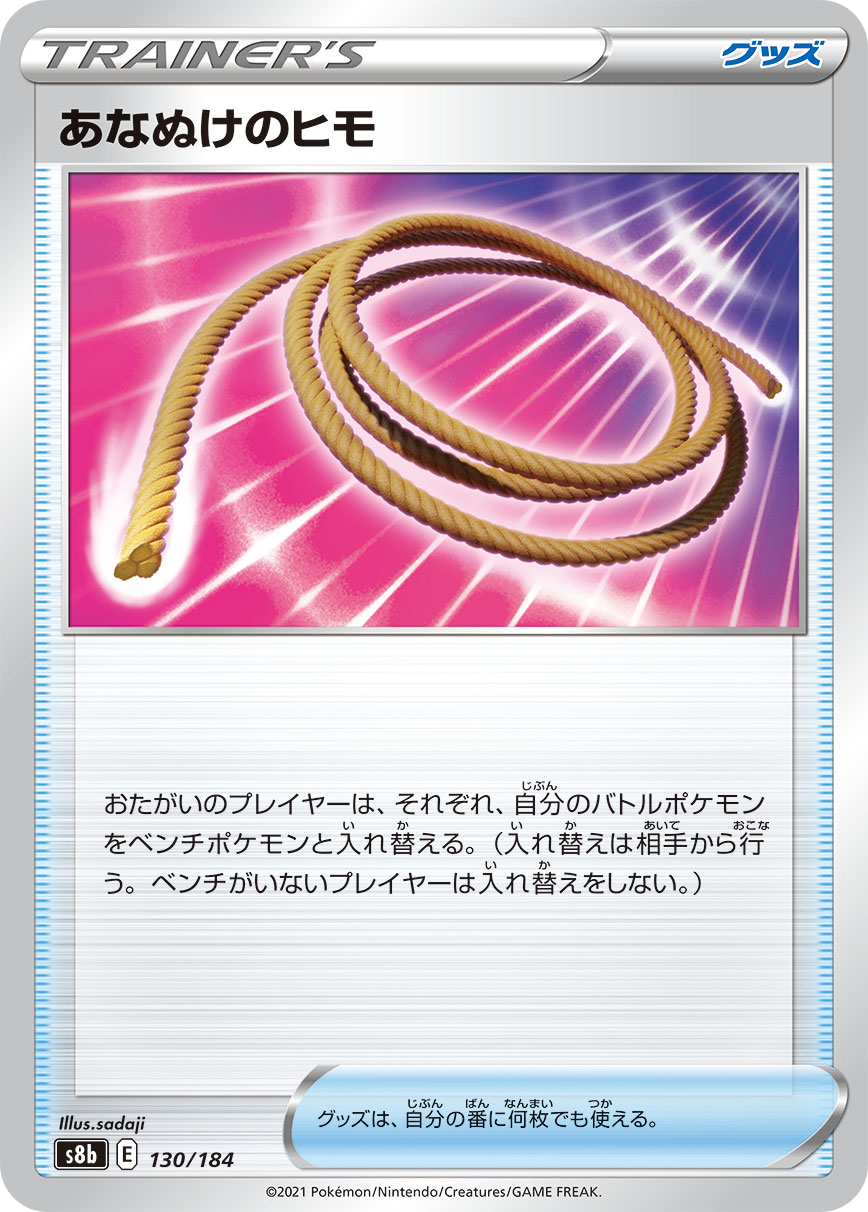 TRAINER'S
グッズ
あなぬけのヒモ
おたがいのプレイヤーは、それぞれ、自分のバトルポケモン
をベンチポケモンと入れ替える。（入れ替えは相手から行
う。ベンチがいないプレイヤーは入れ替えをしない。）
グッズは、自分の番に何枚でも使える。
Illus.sadaji
s8b E 130/184
©2021 Pokémon/Nintendo/Creatures/GAME FREAK.